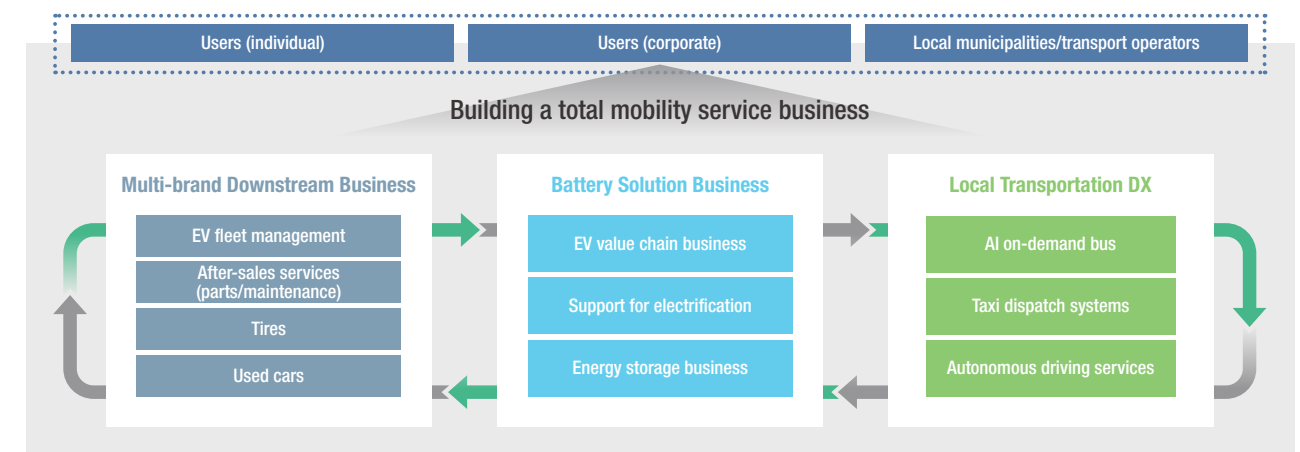 Users (individual)
Users (corporate)
Local municipalities/transport operators
Building a total mobility service business
Multi-brand Downstream Business
EV fleet management
After-sales services
(parts/maintenance)
Tires
Used cars
Battery Solution Business
EV value chain business
Support for electrification
Energy storage business
Local Transportation DX
AI on-demand bus
Taxi dispatch systems
Autonomous driving services